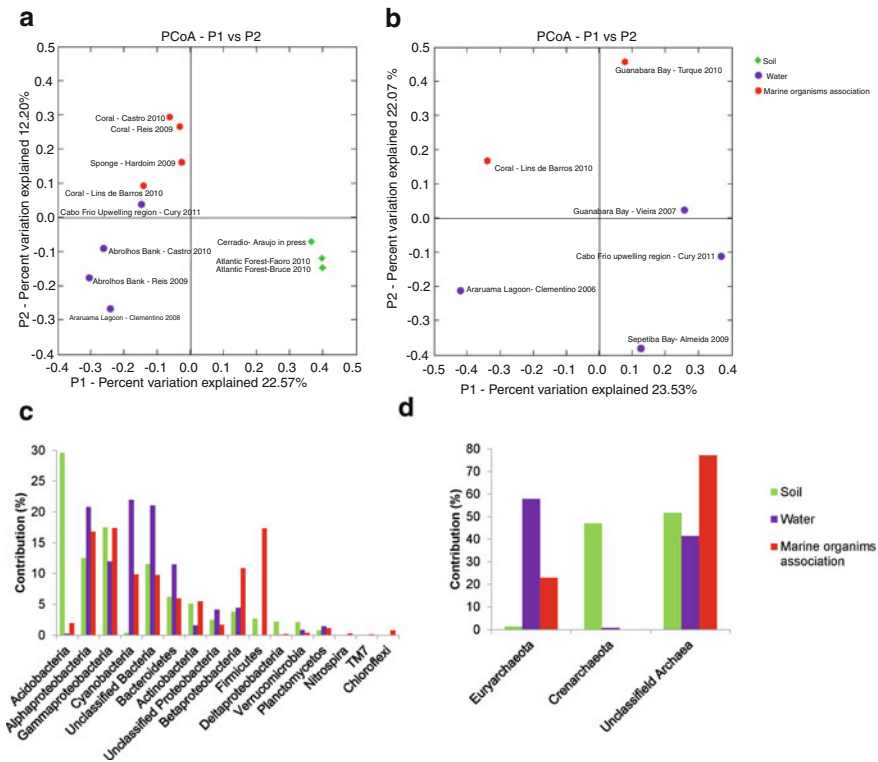 a
PCoA - P1 vs P2
0.5
0.4
0.3
0.2
0.1
0.0
-0.1
-0.2
-0.3
-0.4
P2 - Percent variation explained 12.20%
Coral - Castro 2010
Coral - Reis 2009
Sponge - Hardoim 2009
Coral - Lins de Barros 2010
Cabo Frio Upwelling region - Cury 2011
Abrolhos Bank - Castro 2010
Abrolhos Bank - Reis 2009
Araruama Lagoon - Clementino 2008
Cerradio- Araujo in press
Atlantic Forest-Faoro 2010
Atlantic Forest-Bruce 2010
-0.4 -0.3 -0.2 -0.1 0.0 0.1 0.2 0.3 0.4 0.5
P1 - Percent variation explained 22.57%
b
PCoA - P1 vs P2
0.5
0.4
0.3
0.2
0.1
0.0
-0.1
-0.2
-0.3
-0.4
P2 - Percent variation explained 22.07 %
Guanabara Bay - Turque 2010
Coral - Lins de Barros 2010
Guanabara Bay - Vieira 2007
Cabo Frio upwelling region - Cury 2011
Araruama Lagoon- Clementino 2006
Sepetiba Bay- Almeida 2009
-0.5 -0.4 -0.3 -0.2 -0.1 0.0 0.1 0.2 0.3 0.4
P1 - Percent variation explained 23.53%
Soil
Water
Marine organisms association
c
30
25
20
15
10
5
0
Contribution (%)
Acidobacteria
Alphaproteobacteria
Gammaproteobacteria
Cyanobacteria
Unclassified Bacteria
Bacteroidetes
Actinobacteria
Unclassified Proteobacteria
Betaproteobacteria
Firmicutes
Deltaproteobacteria
Verrucomicrobia
Planctomycetos
Nitrospira
TM7
Chloroflexi
d
80
70
60
50
40
30
20
10
0
Contribution (%)
Euryarchaeota
Crenarchaeota
Unclassifield Archaea
Soil
Water
Marine organims
association